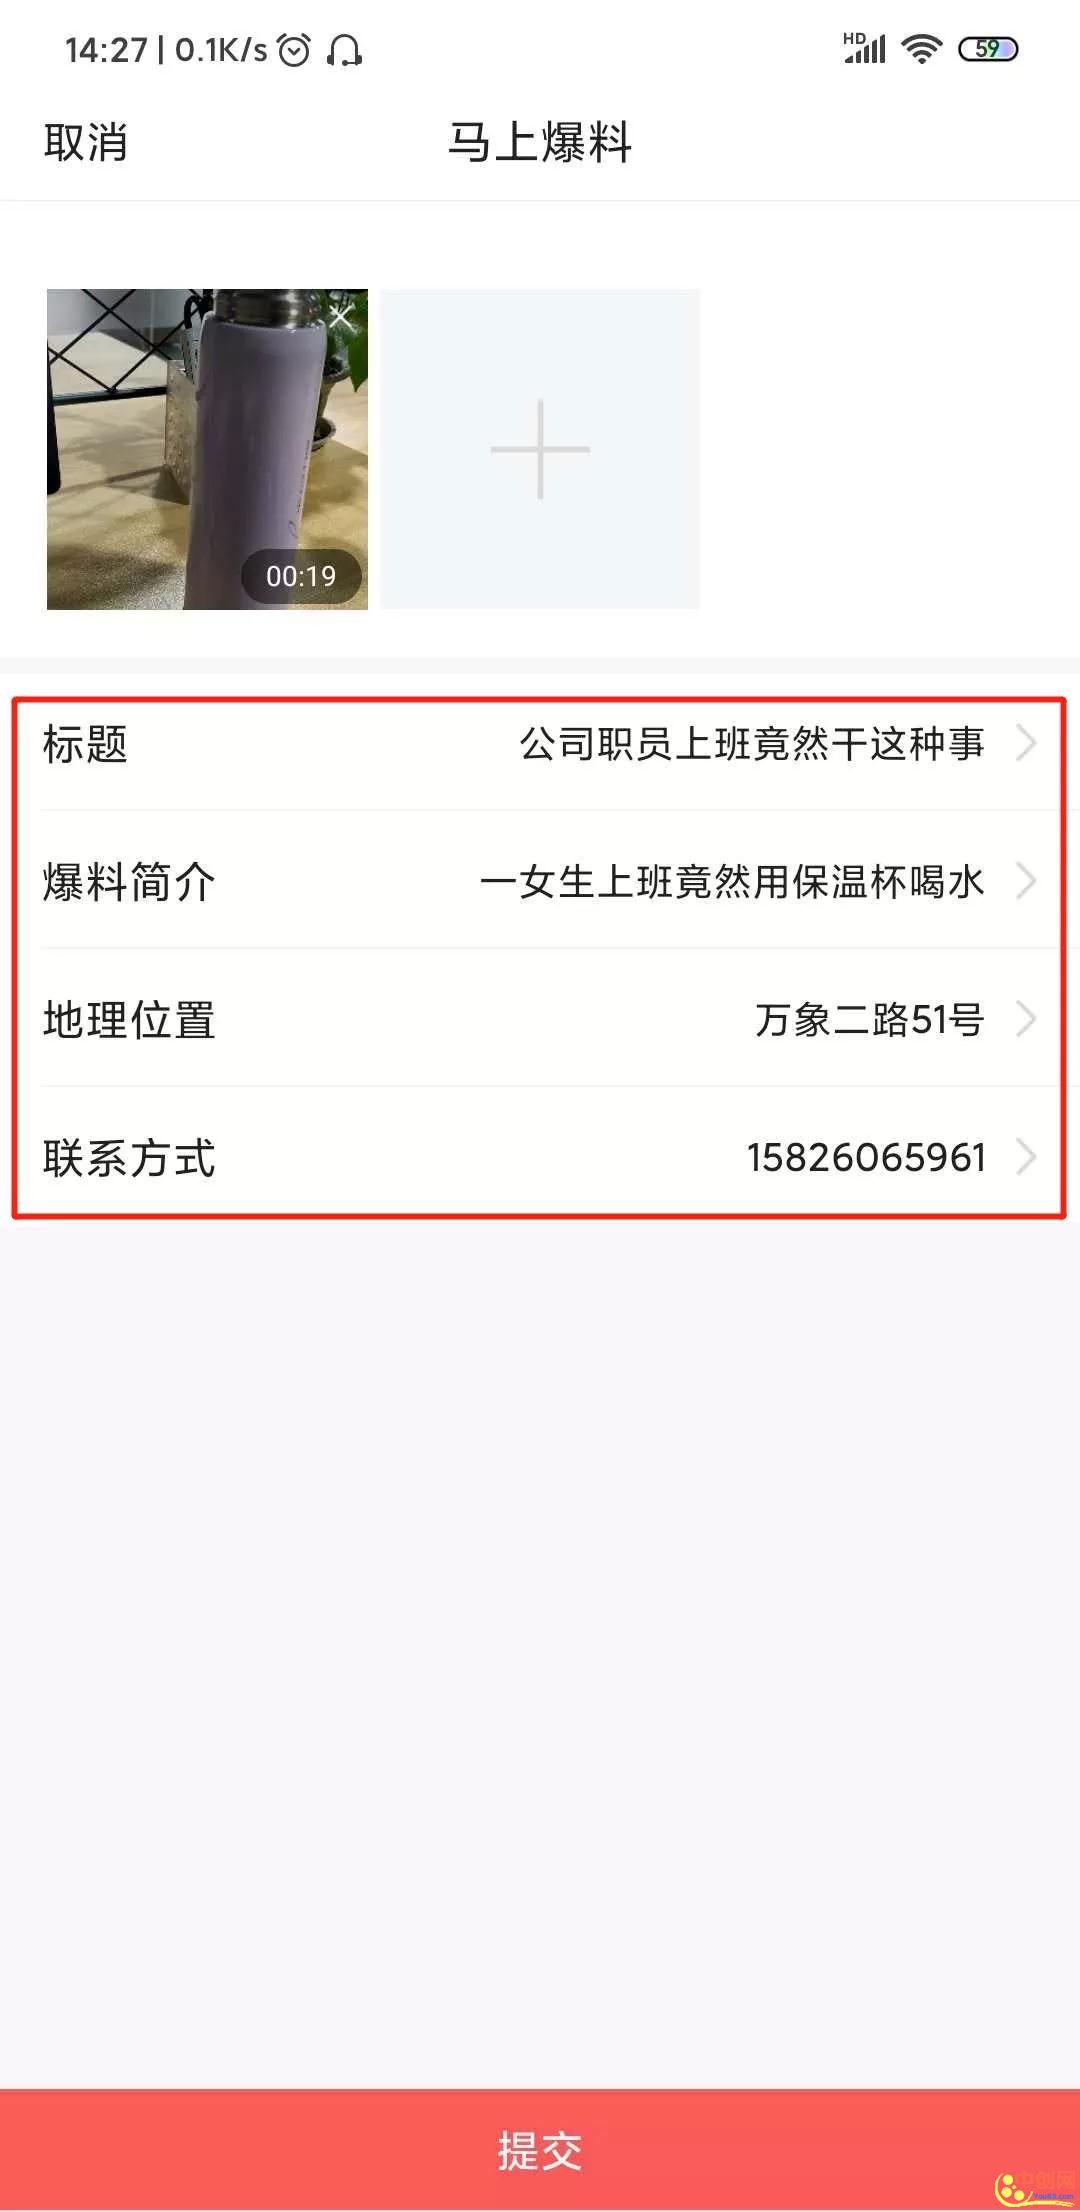 14:27 | 0.1K/s HD 59
取消 马上爆料
00:19
标题 公司职员上班竟然干这种事
爆料简介 一女生上班竟然用保温杯喝水
地理位置 万象二路51号
联系方式 15826065961
提交
中创网